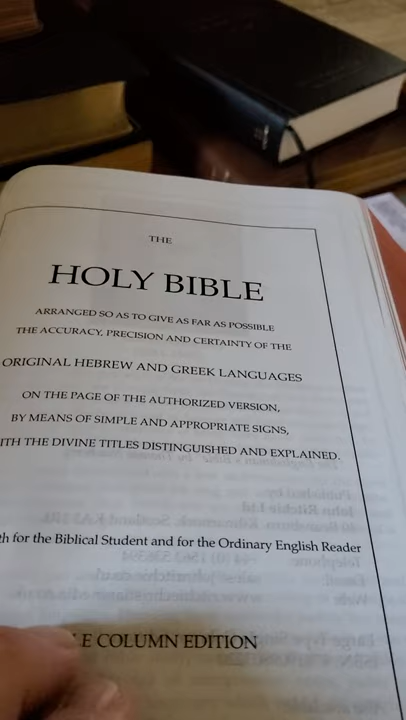 THE
HOLY BIBLE
ARRANGED SO AS TO GIVE AS FAR AS POSSIBLE
THE ACCURACY, PRECISION AND CERTAINTY OF THE
ORIGINAL HEBREW AND GREEK LANGUAGES
ON THE PAGE OF THE AUTHORIZED VERSION,
BY MEANS OF SIMPLE AND APPROPRIATE SIGNS,
ITH THE DIVINE TITLES DISTINGUISHED AND EXPLAINED.
th for the Biblical Student and for the Ordinary English Reader
LE COLUMN EDITION